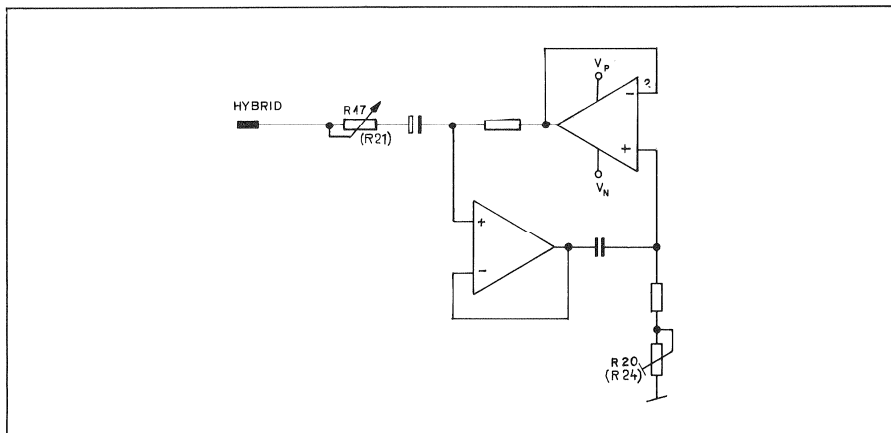 HYBRID
R47
(R21)
VP
2
-
+
VN
+
-
R20
(R24)